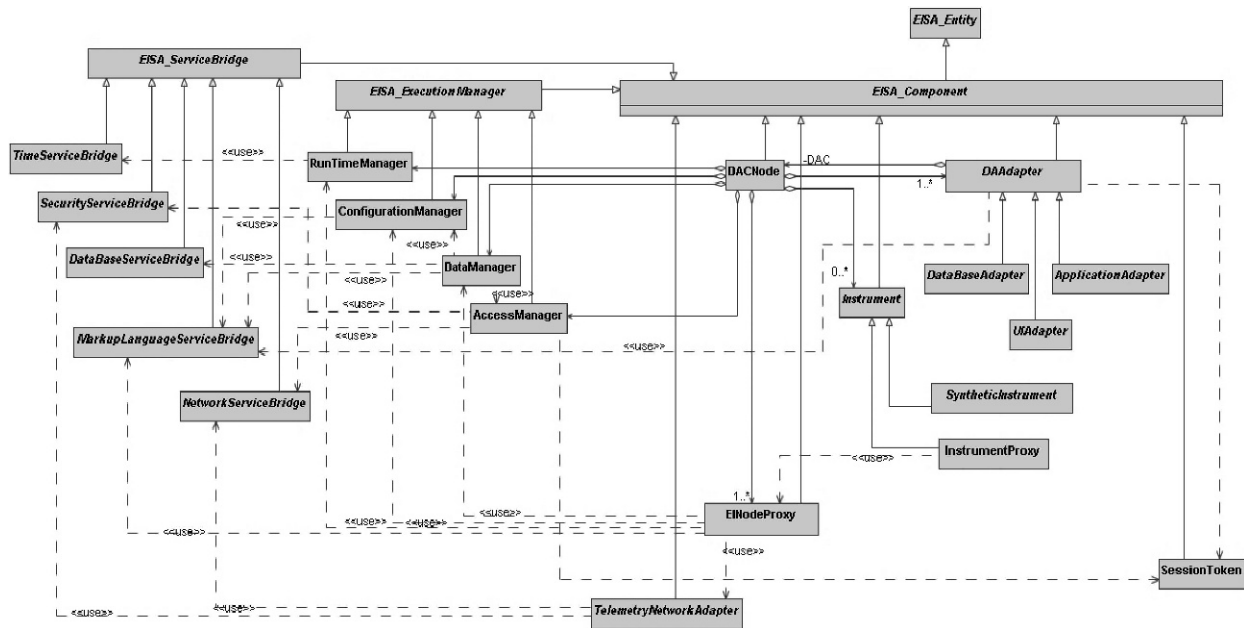 EISA_Entity
EISA_ServiceBridge
EISA_ExecutionManager
EISA_Component
TimeServiceBridge
<<use>>
RunTimeManager
-DAC
DACNode
1..*
DAAdapter
SecurityServiceBridge
ConfigurationManager
<<use>>
<<use>>
DataBaseServiceBridge
<<use>>
DataManager
<<use>>
<<use>>
<<use>>
0..*
DataBaseAdapter
ApplicationAdapter
Instrument
AccessManager
<<use>>
UIAdapter
MarkupLanguageServiceBridge
<<use>>
<<use>>
NetworkServiceBridge
SyntheticInstrument
InstrumentProxy
<<use>>
1..*
EINodeProxy
<<use>>
<<use>>
<<use>>
<<use>>
<<use>>
SessionToken
TelemetryNetworkAdapter
<<use>>
<<use>>